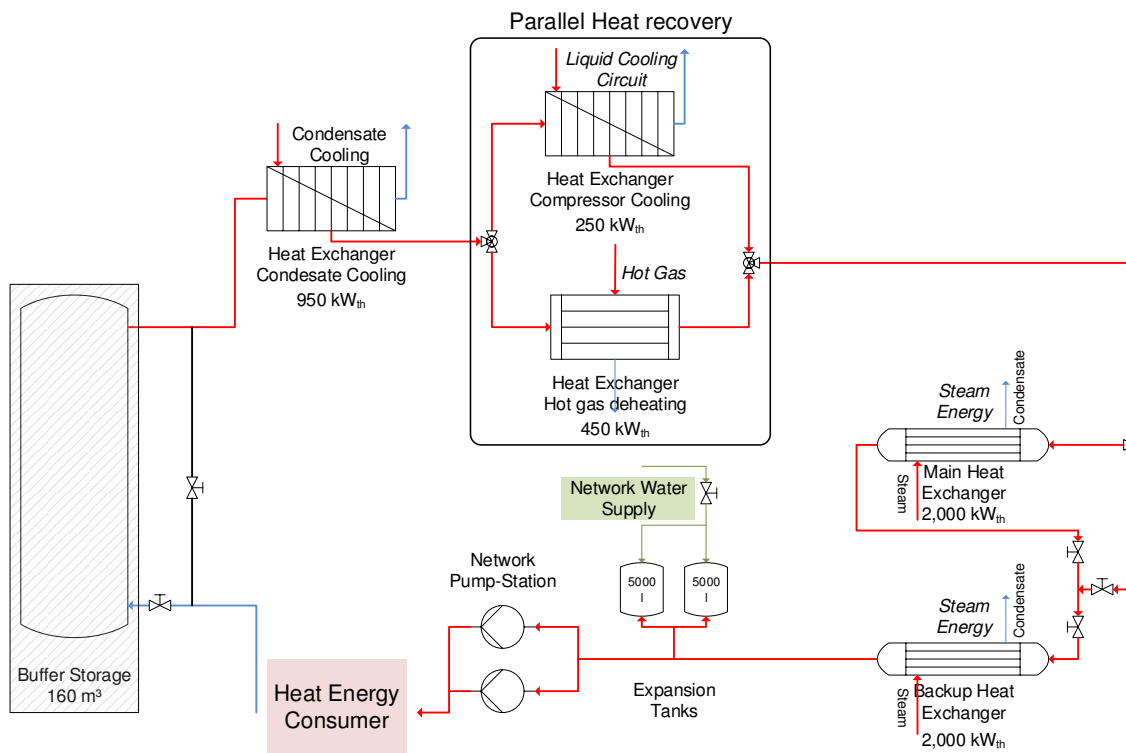 Parallel Heat recovery
Liquid Cooling
Circuit
Condensate
Cooling
Heat Exchanger
Compressor Cooling
250 kWth
Heat Exchanger
Condesate Cooling
950 kWth
Hot Gas
Heat Exchanger
Hot gas deheating
450 kWth
Steam
Energy
Condensate
Steam
Main Heat
Exchanger
2,000 kWth
Network Water
Supply
5000
l
5000
l
Network
Pump-Station
Steam
Energy
Condensate
Steam
Backup Heat
Exchanger
2,000 kWth
Expansion
Tanks
Buffer Storage
160 m³
Heat Energy
Consumer